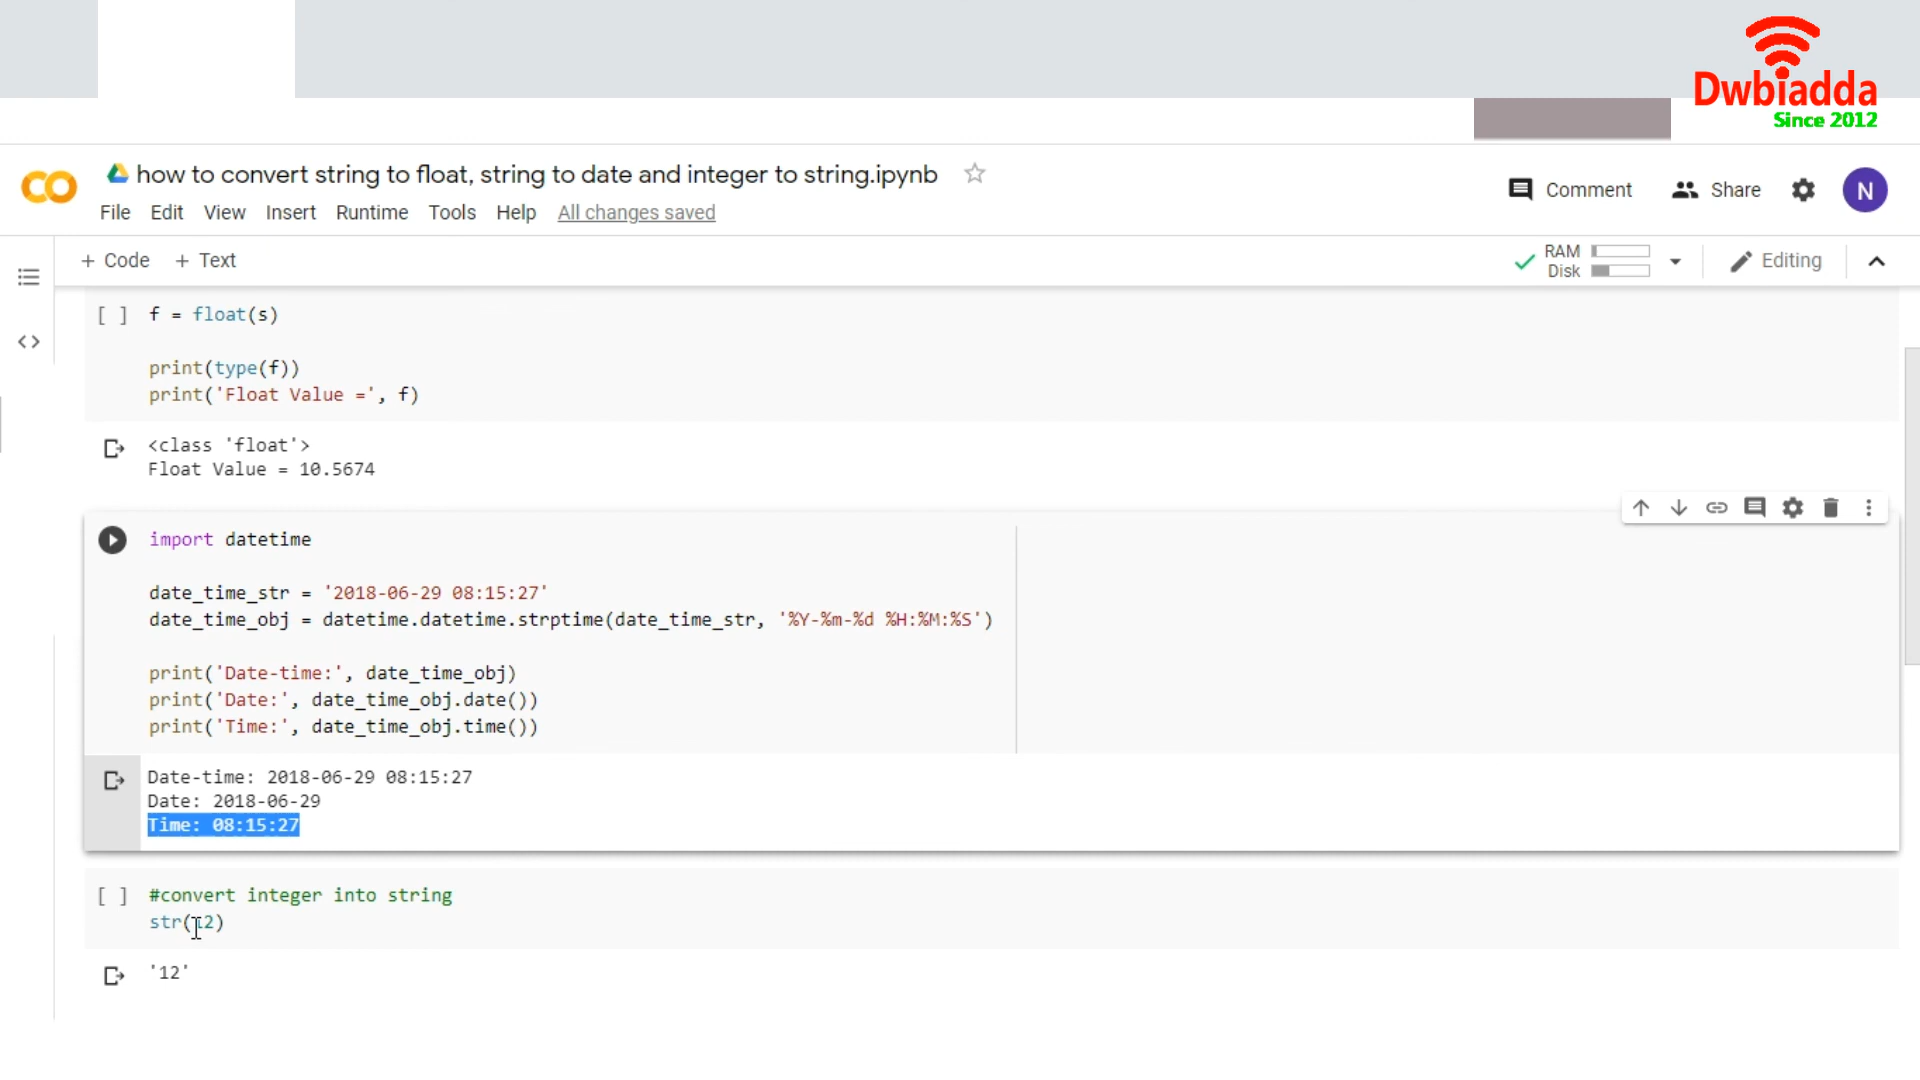 Dwbiadda
Since 2012
how to convert string to float, string to date and integer to string.ipynb
Comment
Share
N
File Edit View Insert Runtime Tools Help All changes saved
+ Code + Text
RAM
Disk
Editing
[ ] f = float(s)
print(type(f))
print('Float Value =', f)
<class 'float'>
Float Value = 10.5674
import datetime
date_time_str = '2018-06-29 08:15:27'
date_time_obj = datetime.datetime.strptime(date_time_str, '%Y-%m-%d %H:%M:%S')
print('Date-time:', date_time_obj)
print('Date:', date_time_obj.date())
print('Time:', date_time_obj.time())
Date-time: 2018-06-29 08:15:27
Date: 2018-06-29
Time: 08:15:27
[ ] #convert integer into string
str(12)
'12'